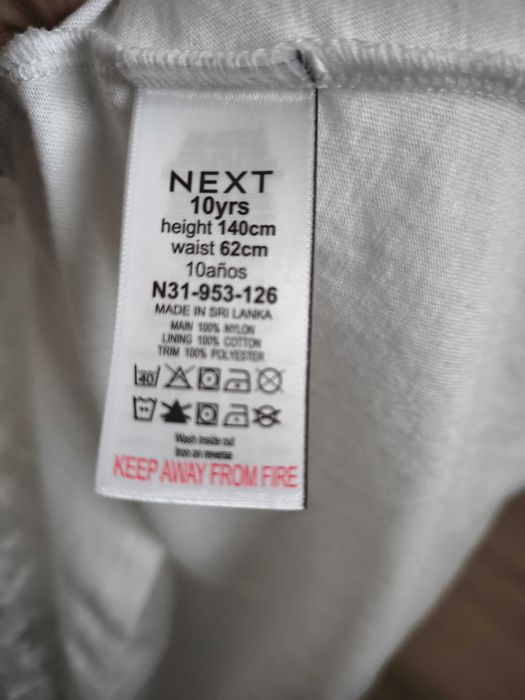 NEXT
10yrs
height 140cm
waist 62cm
10años
N31-953-126
MADE IN SRI LANKA
MAIN 100% NYLON
LINING 100% COTTON
TRIM 100% POLYESTER
40
Wash inside out
Iron on reverse
KEEP AWAY FROM FIRE